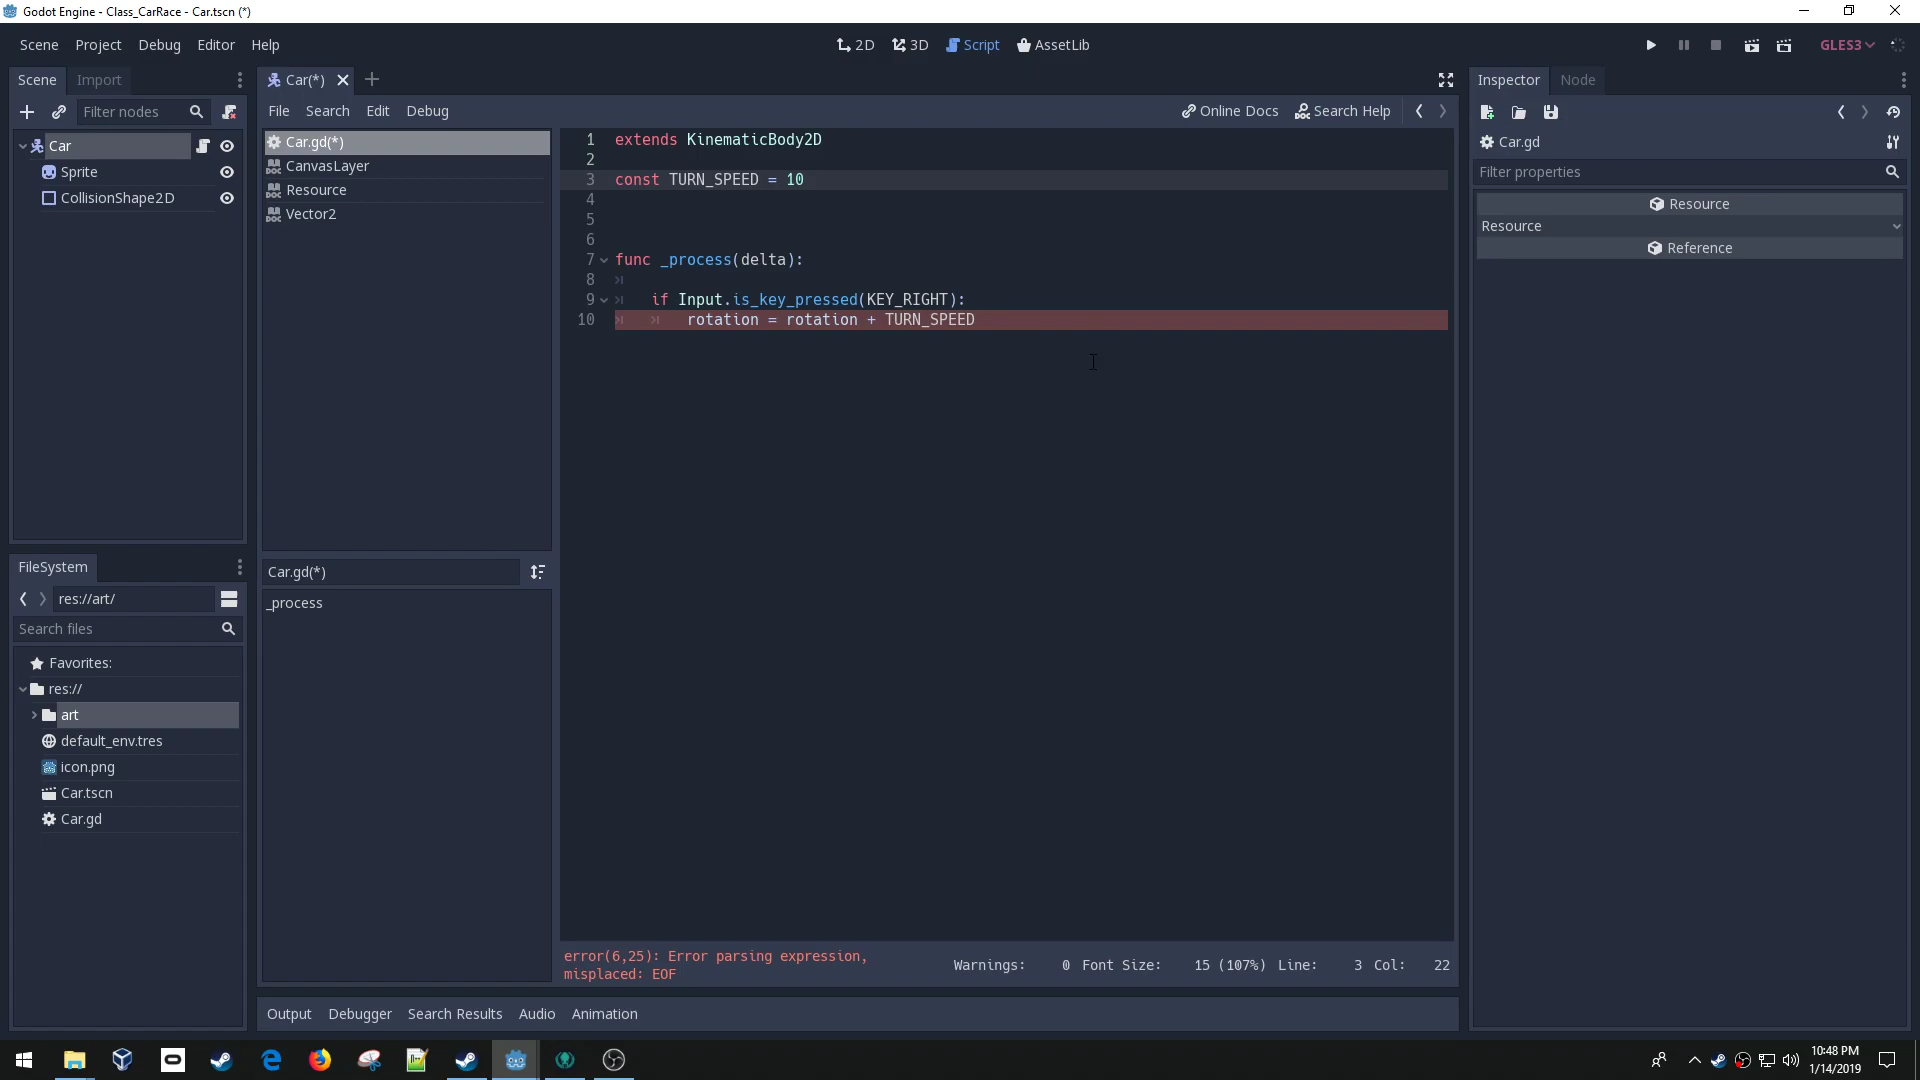 Godot Engine - Class_CarRace - Car.tscn (*)
Scene Project Debug Editor Help
2D 3D Script AssetLib
GLES3
Scene Import
Car(*)
Inspector Node
Filter nodes
File Search Edit Debug
Online Docs Search Help
Car
Sprite
CollisionShape2D
Car.gd(*)
CanvasLayer
Resource
Vector2
1 extends KinematicBody2D
2
3 const TURN_SPEED = 10
4
5
6
7 func _process(delta):
8
9 if Input.is_key_pressed(KEY_RIGHT):
10 rotation = rotation + TURN_SPEED
Car.gd
Filter properties
Resource
Resource
Reference
FileSystem
res://art/
Search files
Favorites:
res://
art
default_env.tres
icon.png
Car.tscn
Car.gd
Car.gd(*)
_process
error(6,25): Error parsing expression,
misplaced: EOF
Warnings: 0 Font Size: 15 (107%) Line: 3 Col: 22
Output Debugger Search Results Audio Animation
10:48 PM
1/14/2019